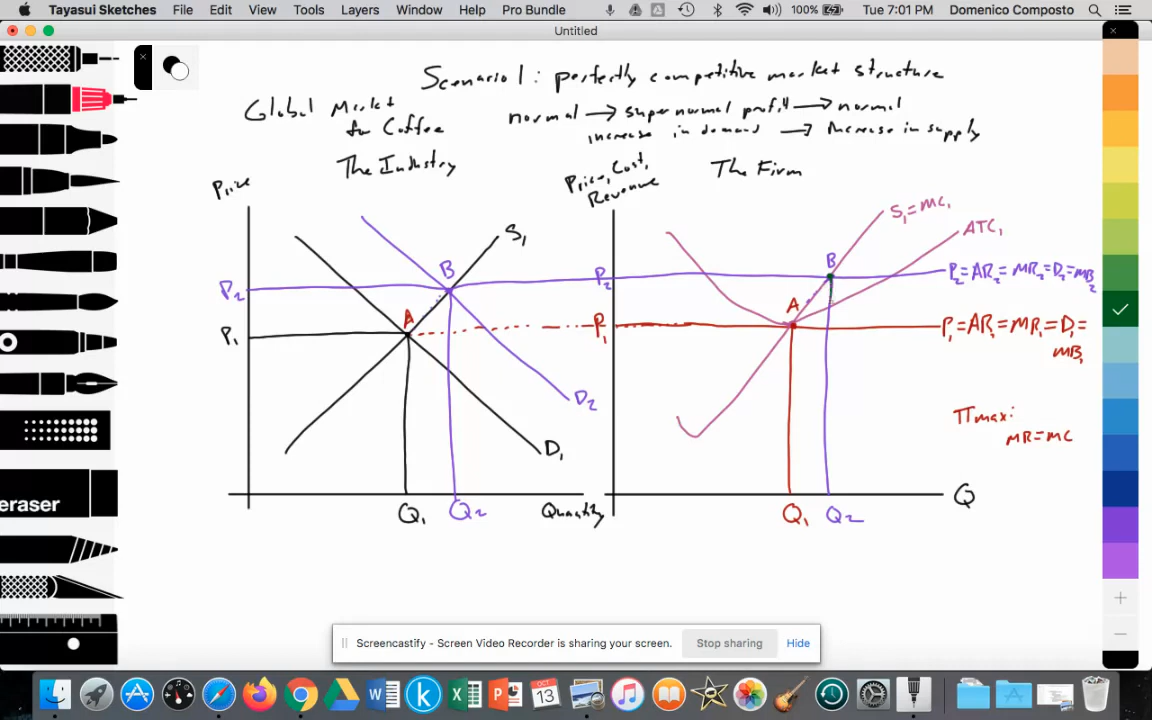 Tayasui Sketches File Edit View Tools Layers Window Help Pro Bundle 100% Tue 7:01 PM Domenico Composto
Untitled
Scenario 1: perfectly competitive market structure
Global Market
for Coffee
normal → supernormal profit → normal
increase in demand → increase in supply
The Industry
The Firm
Price
Price, Cost,
Revenue
S₁
S₁=MC₁
ATC₁
B
B
P₂
P₂
P₂=AR₂=MR₂=D₂=MB₂
A
A
P₁
P₁
P₁=AR₁=MR₁=D₁=
MB₁
D₂
πmax:
MR=MC
D₁
eraser
Q₁
Q₂
Quantity
Q₁
Q₂
Q
Screencastify - Screen Video Recorder is sharing your screen. Stop sharing Hide